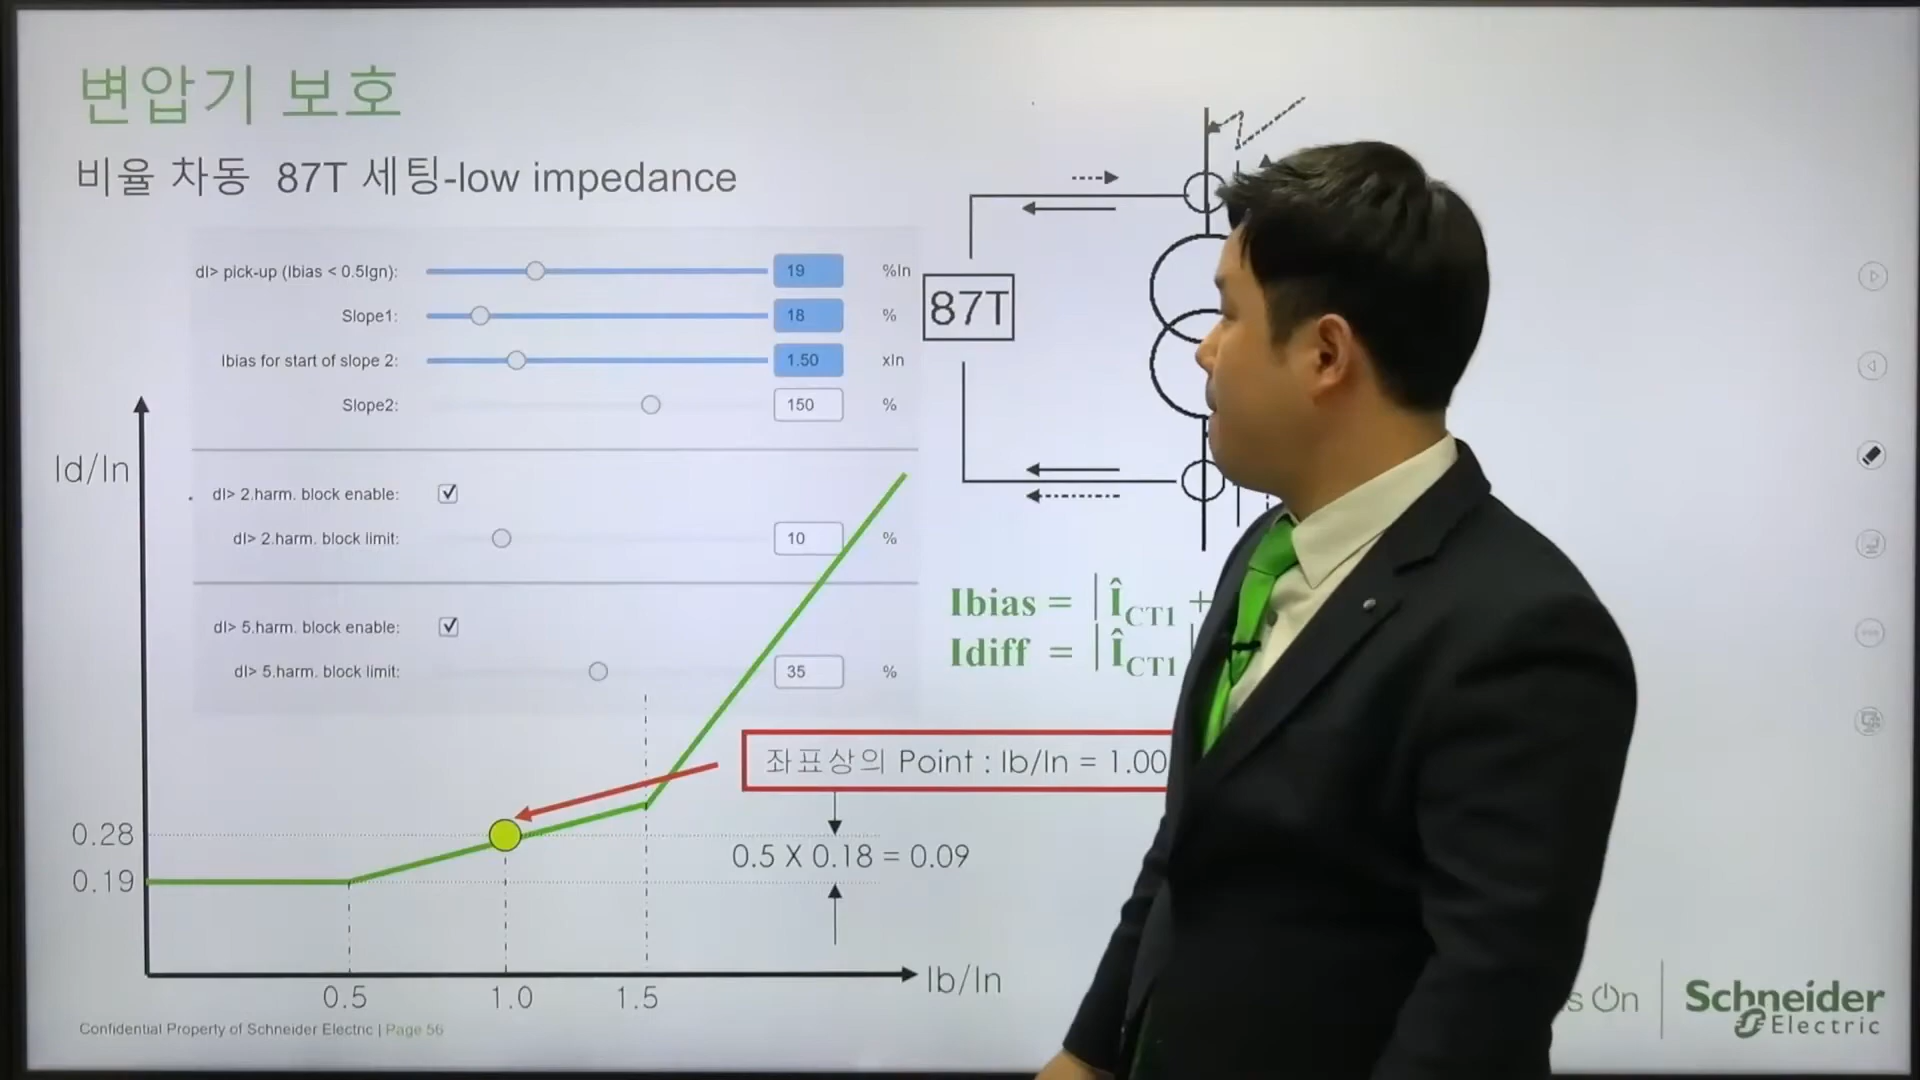 변압기 보호
비율 차동 87T 세팅-low impedance
dI> pick-up (Ibias < 0.5Ign): 19 %In
Slope1: 18 %
Ibias for start of slope 2: 1.50 xIn
Slope2: 150 %
dI> 2.harm. block enable:
dI> 2.harm. block limit: 10 %
dI> 5.harm. block enable:
dI> 5.harm. block limit: 35 %
87T
Ibias = |Î CT1 +
Idiff = |Î CT1
좌표상의 Point : Ib/In = 1.00
0.5 X 0.18 = 0.09
Id/In
0.28
0.19
0.5 1.0 1.5
Ib/In
Confidential Property of Schneider Electric | Page 56
s On
Schneider
Electric